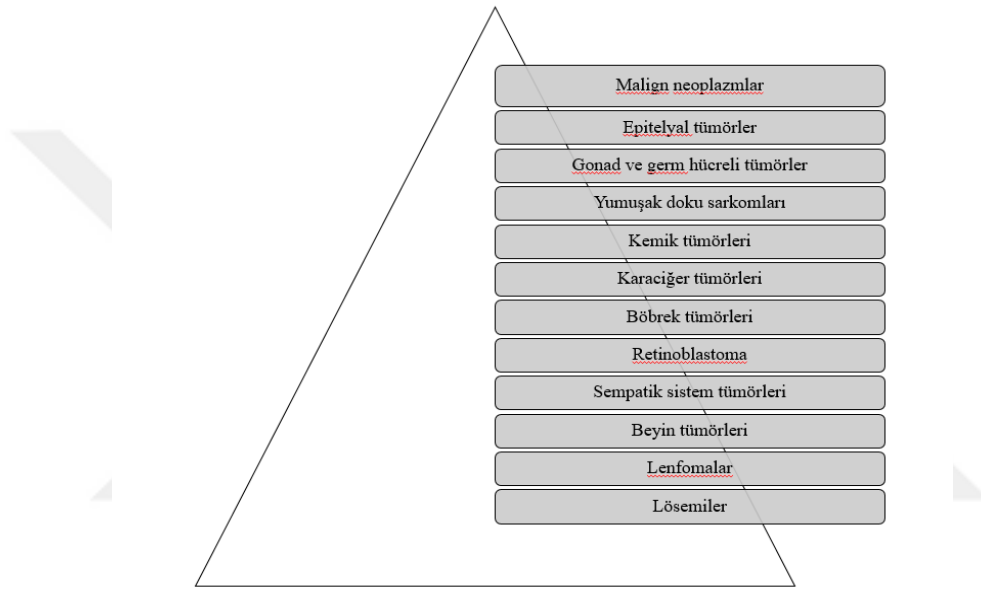 Malign neoplazmlar
Epitelyal tümörler
Gonad ve germ hücreli tümörler
Yumuşak doku sarkomları
Kemik tümörleri
Karaciğer tümörleri
Böbrek tümörleri
Retinoblastoma
Sempatik sistem tümörleri
Beyin tümörleri
Lenfomalar
Lösemiler